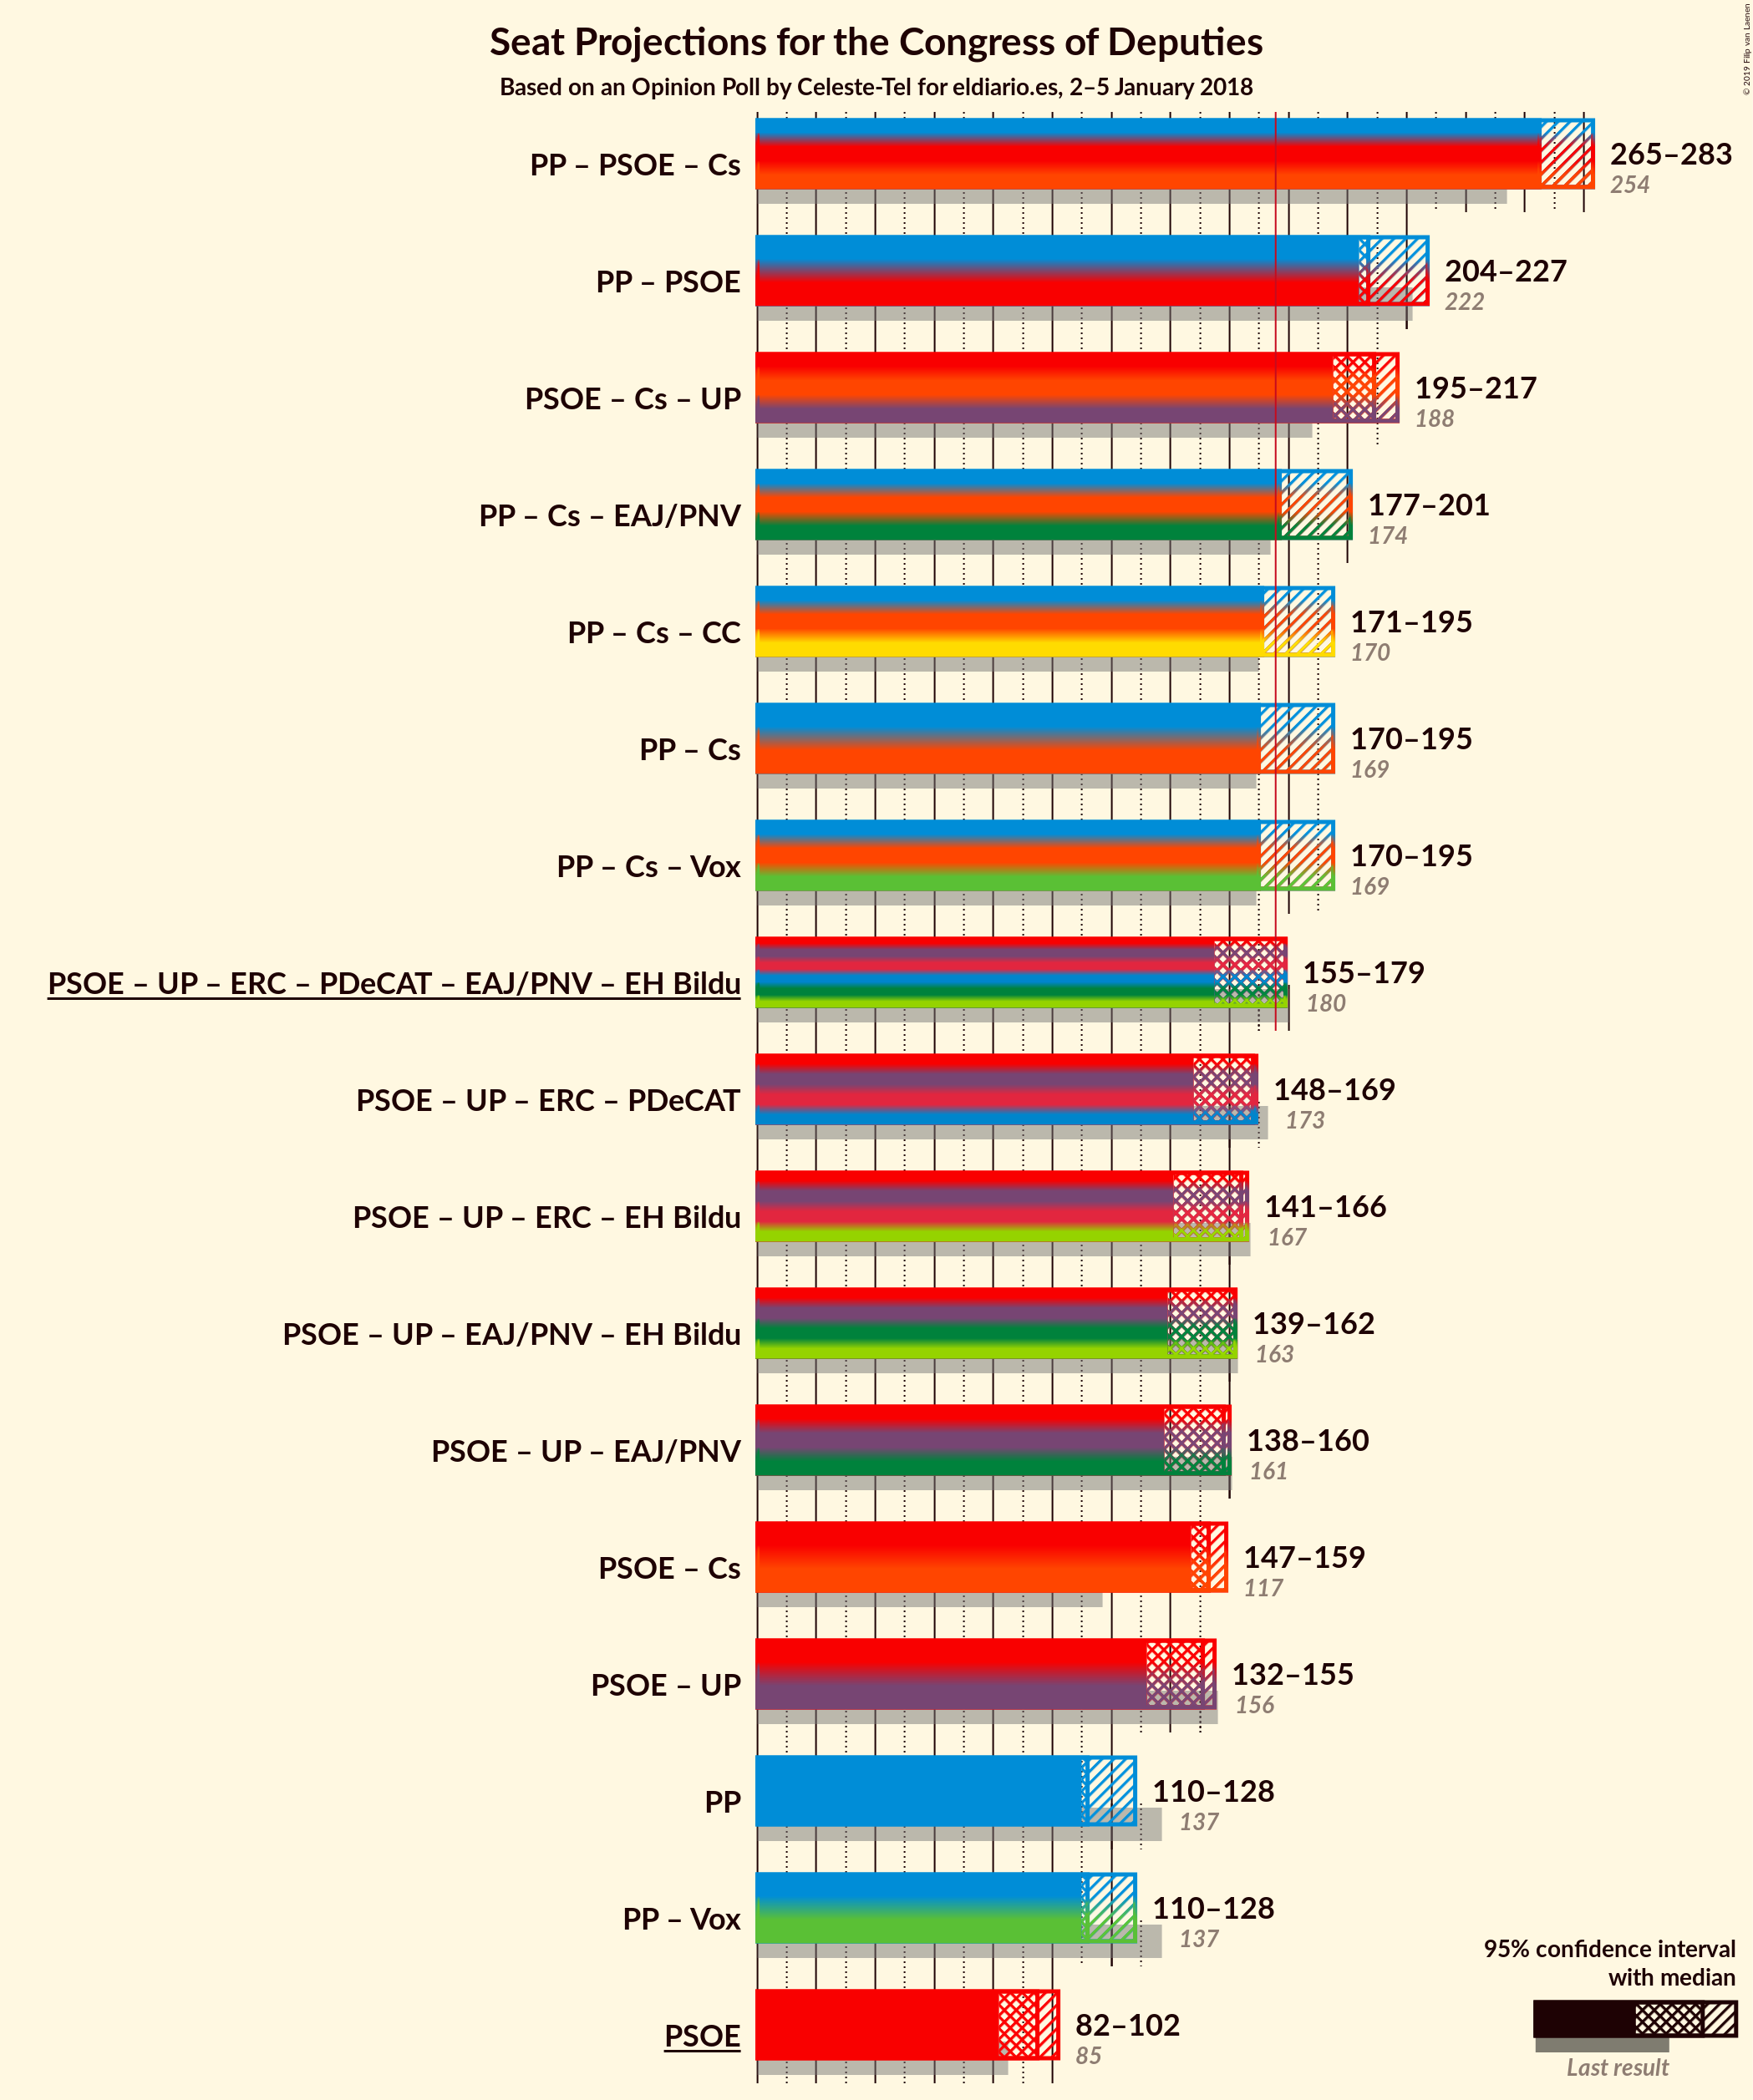 Seat Projections for the Congress of Deputies
Based on an Opinion Poll by Celeste-Tel for eldiario.es, 2–5 January 2018
© 2019 Filip van Laenen
PP – PSOE – Cs
265–283
254
PP – PSOE
204–227
222
PSOE – Cs – UP
195–217
188
PP – Cs – EAJ/PNV
177–201
174
PP – Cs – CC
171–195
170
PP – Cs
170–195
169
PP – Cs – Vox
170–195
169
PSOE – UP – ERC – PDeCAT – EAJ/PNV – EH Bildu
155–179
180
PSOE – UP – ERC – PDeCAT
148–169
173
PSOE – UP – ERC – EH Bildu
141–166
167
PSOE – UP – EAJ/PNV – EH Bildu
139–162
163
PSOE – UP – EAJ/PNV
138–160
161
PSOE – Cs
147–159
117
PSOE – UP
132–155
156
PP
110–128
137
PP – Vox
110–128
137
PSOE
82–102
85
95% confidence interval
with median
Last result